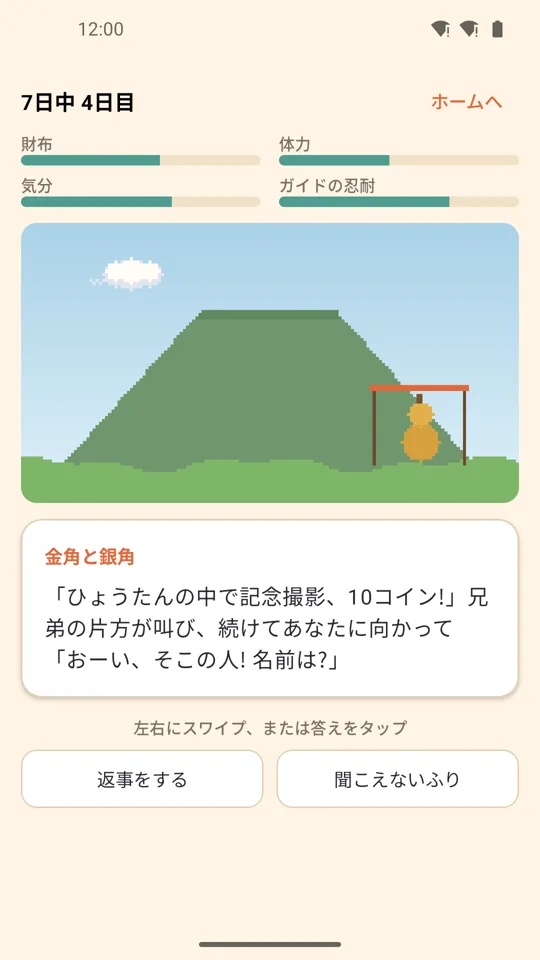 12:00
7日中 4日目
ホームへ
財布
体力
気分
ガイドの忍耐
金角と銀角
「ひょうたんの中で記念撮影、10コイン!」兄
弟の片方が叫び、続けてあなたに向かって
「おーい、そこの人! 名前は?」
左右にスワイプ、または答えをタップ
返事をする
聞こえないふり